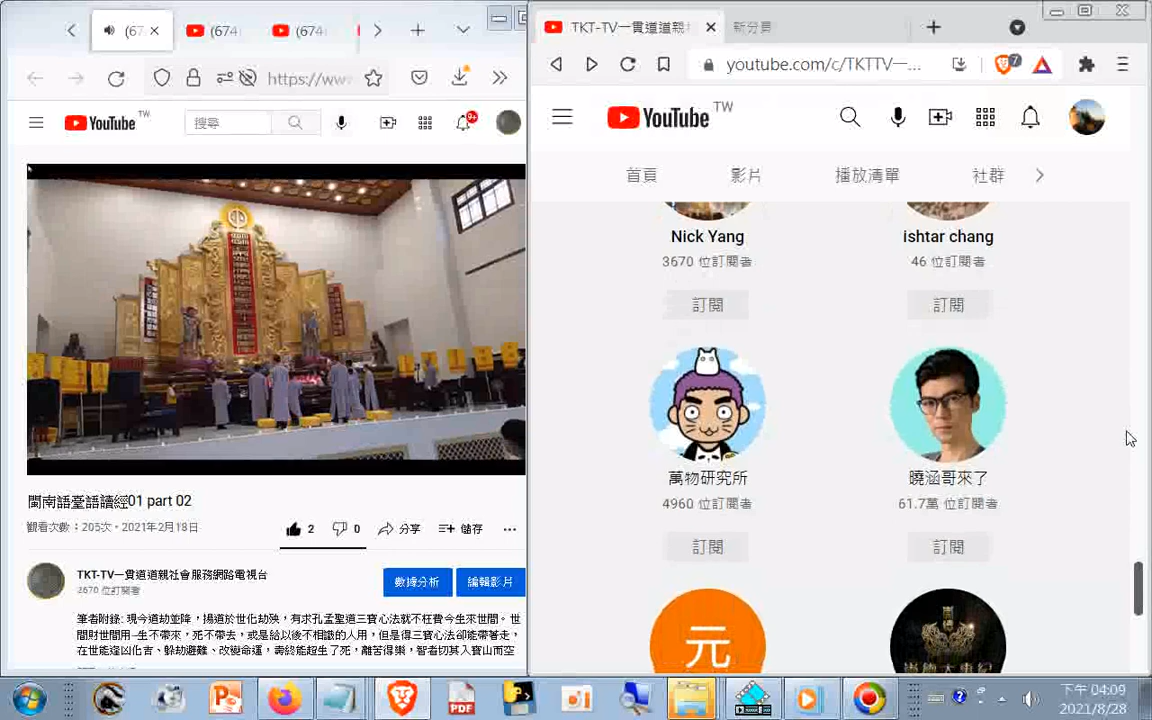 (67
(674
(674
https://ww
YouTube TW
搜尋
9+
閩南語臺語讀經01 part 02
觀看次數：205次・2021年2月18日
2
0
分享
儲存
TKT-TV一貫道道親社會服務網路電視台
2670 位訂閱者
數據分析
編輯影片
筆者附錄: 現今道劫並降，揚道於世化劫殃，有求孔孟聖道三寶心法就不枉費今生來世間。世
間財世間用一生不帶來，死不帶去，或是給以後不相識的人用，但是得三寶心法卻能帶著走，
在世能逢凶化吉、躲劫避難、改變命運，壽終能超生了死，離苦得樂，智者切莫入寶山而空
TKT-TV一貫道道親
新分頁
youtube.com/c/TKTTV一...
7
YouTube TW
首頁
影片
播放清單
社群
Nick Yang
3670 位訂閱者
訂閱
ishtar chang
46 位訂閱者
訂閱
萬物研究所
4960 位訂閱者
訂閱
曉涵哥來了
61.7萬 位訂閱者
訂閱
元
PDF
下午 04:09
2021/8/28